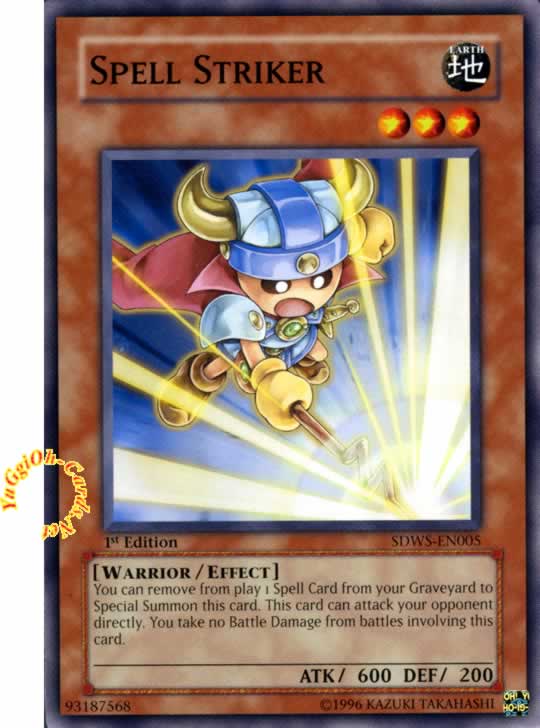 SPELL STRIKER
EARTH
地
YuGgiOh-Cards.Net
1st Edition
SDWS-EN005
[WARRIOR / EFFECT]
You can remove from play 1 Spell Card from your Graveyard to
Special Summon this card. This card can attack your opponent
directly. You take no Battle Damage from battles involving this
card.
ATK / 600 DEF / 200
93187568
©1996 KAZUKI TAKAHASHI